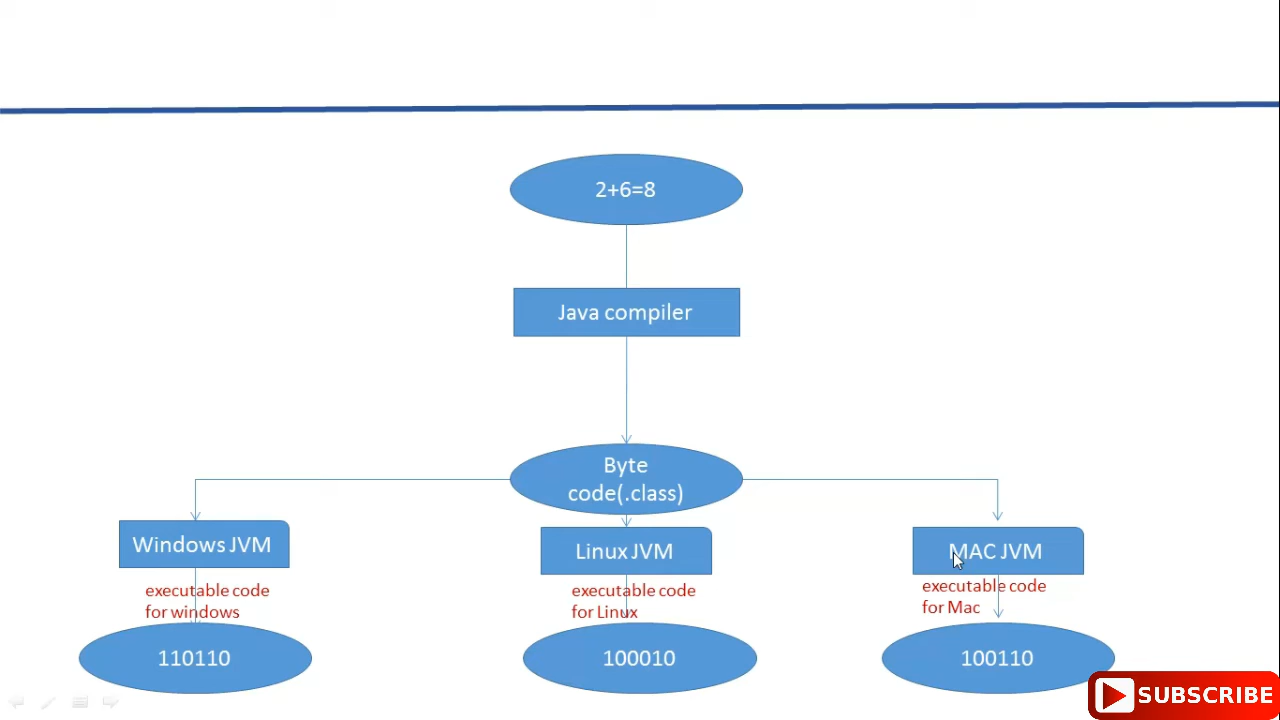 2+6=8
Java compiler
Byte
code(.class)
Windows JVM
Linux JVM
MAC JVM
executable code
for windows
executable code
for Linux
executable code
for Mac
110110
100010
100110
SUBSCRIBE